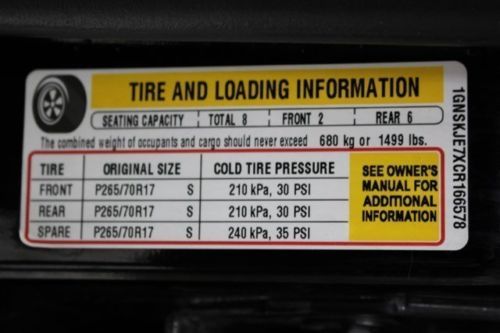 TIRE AND LOADING INFORMATION
SEATING CAPACITY TOTAL 8 FRONT 2 REAR 6
The combined weight of occupants and cargo should never exceed 680 kg or 1499 lbs.
TIRE ORIGINAL SIZE COLD TIRE PRESSURE
FRONT P265/70R17 S 210 kPa, 30 PSI
REAR P265/70R17 S 210 kPa, 30 PSI
SPARE P265/70R17 S 240 kPa, 35 PSI
SEE OWNER'S
MANUAL FOR
ADDITIONAL
INFORMATION
1GNSKJE7XCR166578